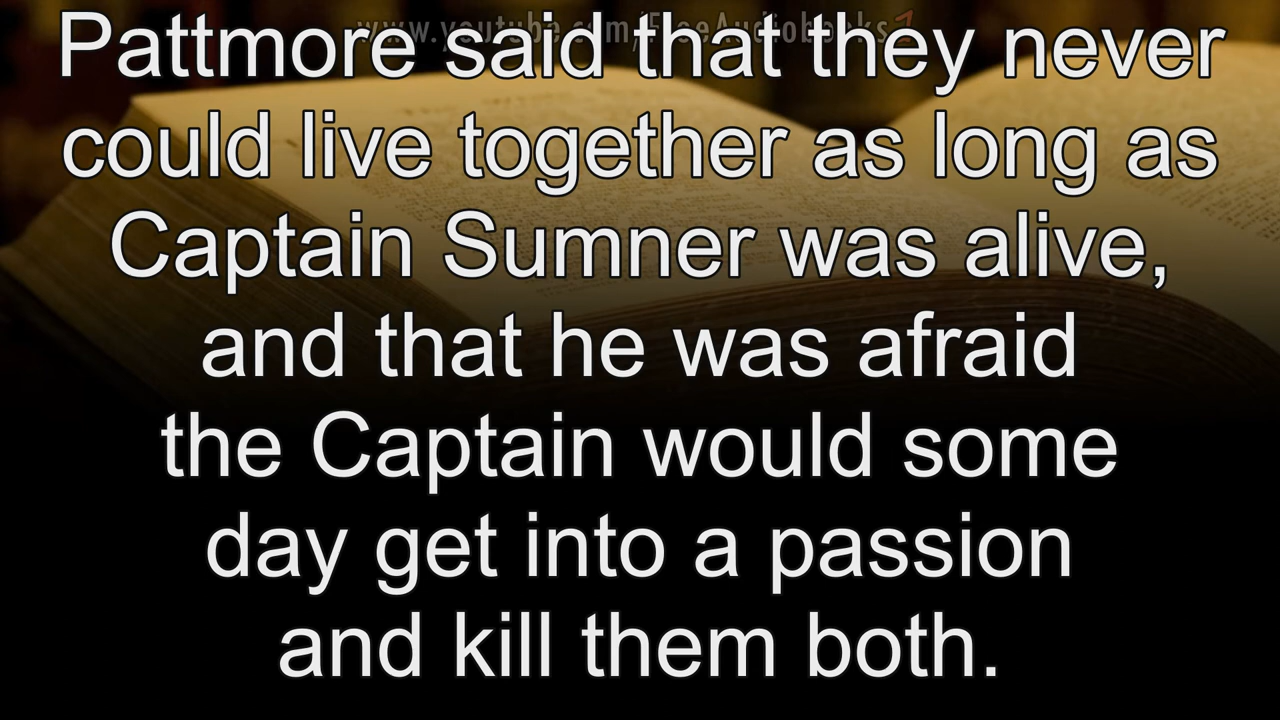 www.youtube.com/FreeAudiobooks1
Pattmore said that they never
could live together as long as
Captain Sumner was alive,
and that he was afraid
the Captain would some
day get into a passion
and kill them both.